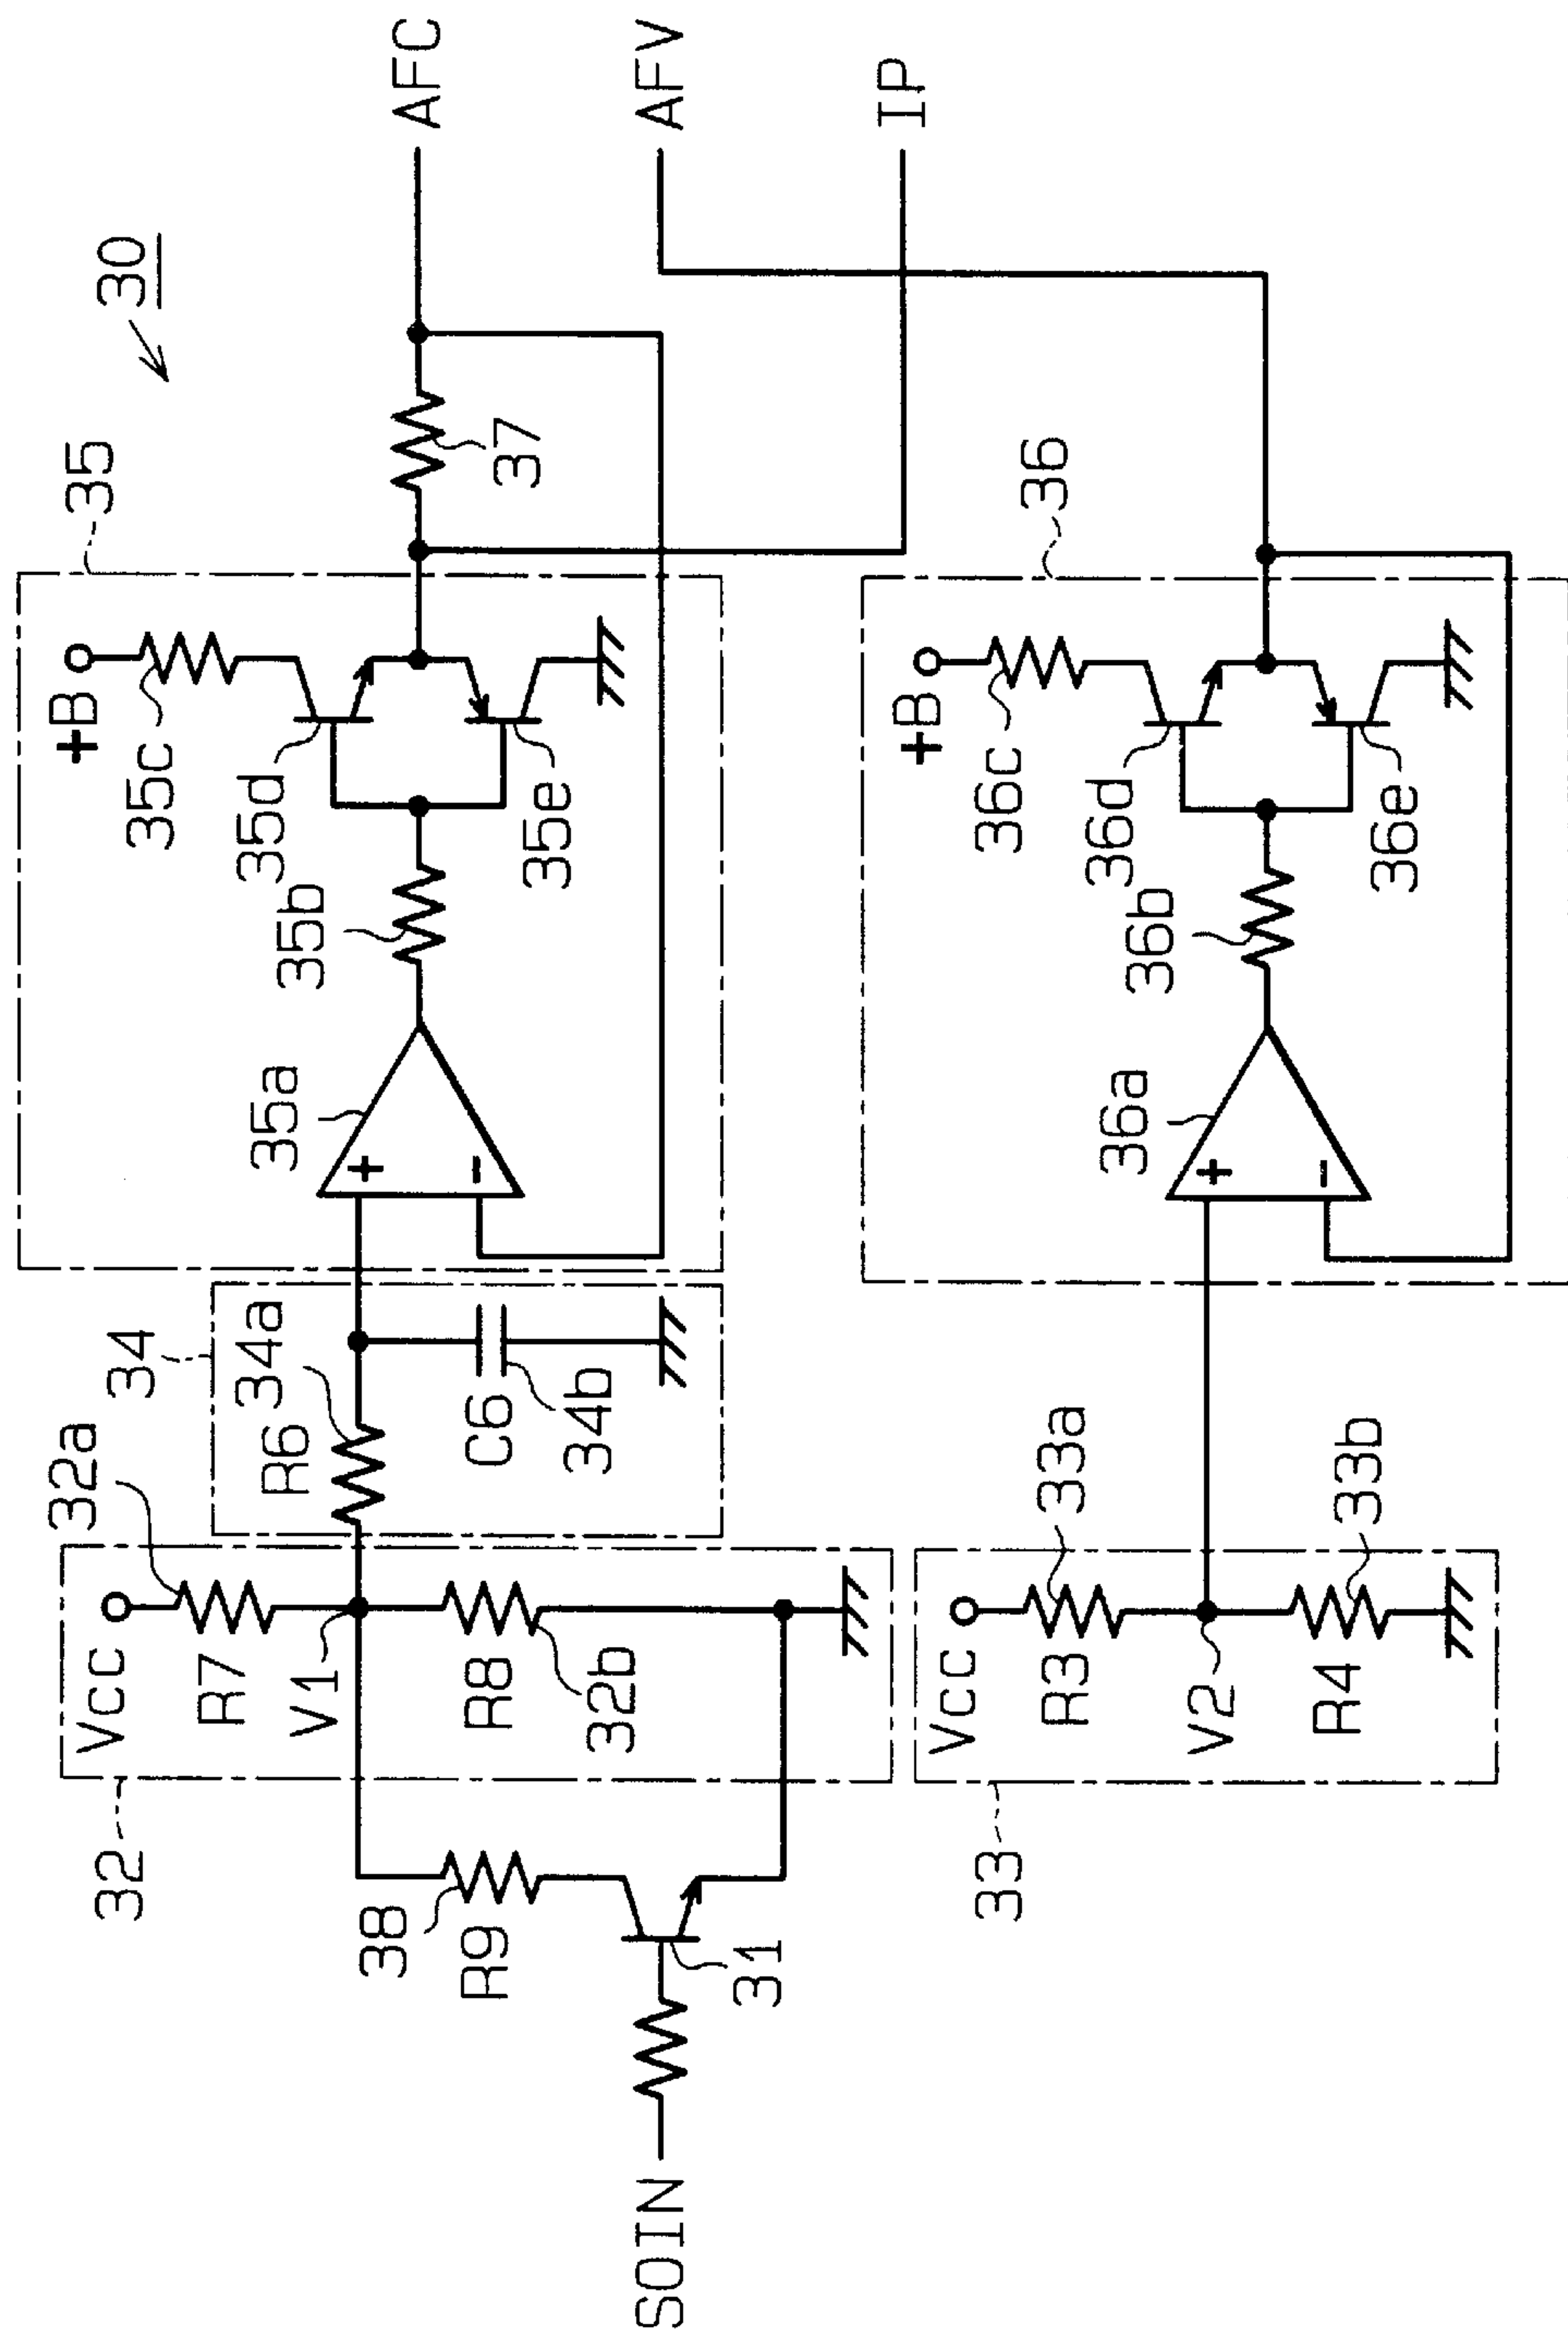 30
35
+B
35c
35d
35e
35b
35a
+
-
37
AFC
AFV
IP
34
34a
R6
C6
34b
32a
Vcc
R7
V1
R8
32b
32
38
R9
31
SOIN
36
+B
36c
36d
36e
36b
36a
+
-
33a
Vcc
R3
V2
R4
33b
33